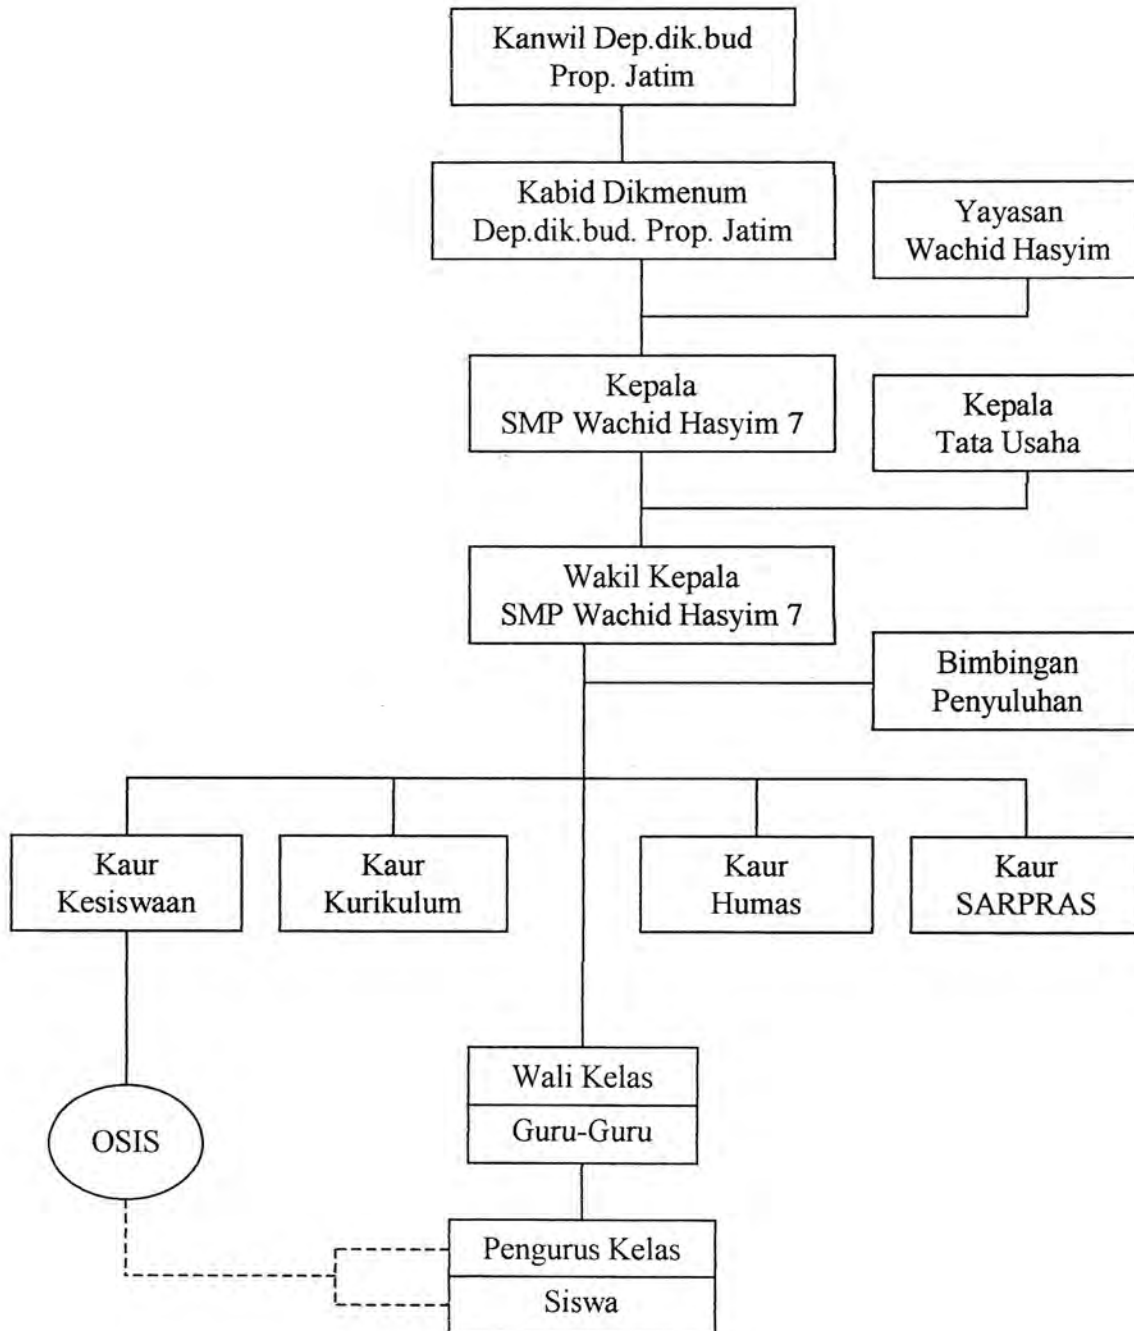 Kanwil Dep.dik.bud
Prop. Jatim
Kabid Dikmenum
Dep.dik.bud. Prop. Jatim
Yayasan
Wachid Hasyim
Kepala
SMP Wachid Hasyim 7
Kepala
Tata Usaha
Wakil Kepala
SMP Wachid Hasyim 7
Bimbingan
Penyuluhan
Kaur
Kesiswaan
Kaur
Kurikulum
Kaur
Humas
Kaur
SARPRAS
Wali Kelas
Guru-Guru
OSIS
Pengurus Kelas
Siswa